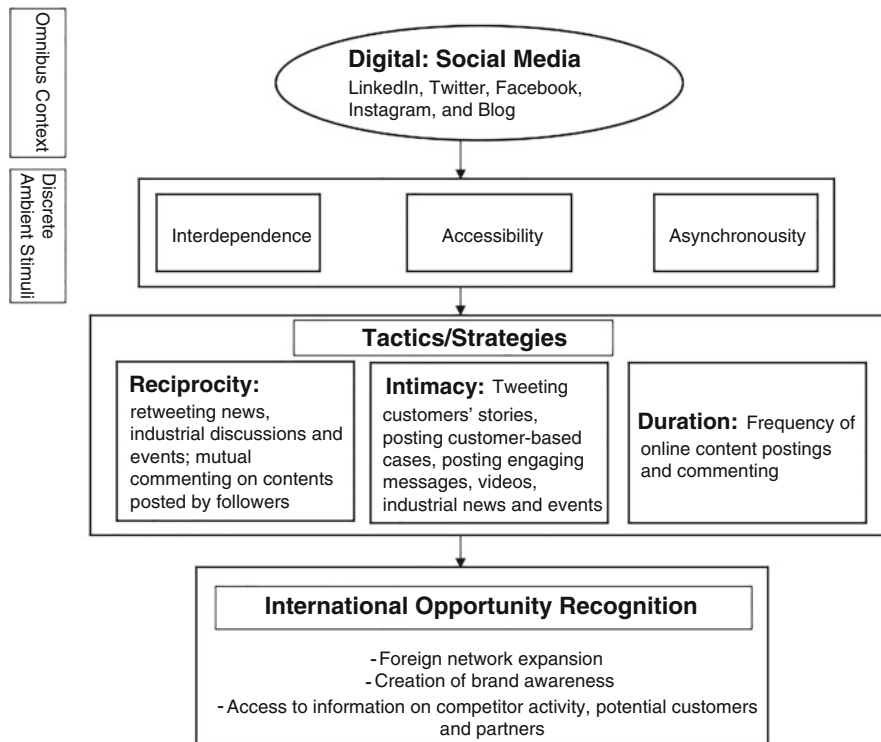 Omnibus Context
Digital: Social Media
LinkedIn, Twitter, Facebook,
Instagram, and Blog
Discrete
Ambient Stimuli
Interdependence
Accessibility
Asynchronousity
Tactics/Strategies
Reciprocity:
retweeting news,
industrial discussions and
events; mutual
commenting on contents
posted by followers
Intimacy: Tweeting
customers’ stories,
posting customer-based
cases, posting engaging
messages, videos,
industrial news and events
Duration: Frequency of
online content postings
and commenting
International Opportunity Recognition
-Foreign network expansion
-Creation of brand awareness
-Access to information on competitor activity, potential customers
and partners